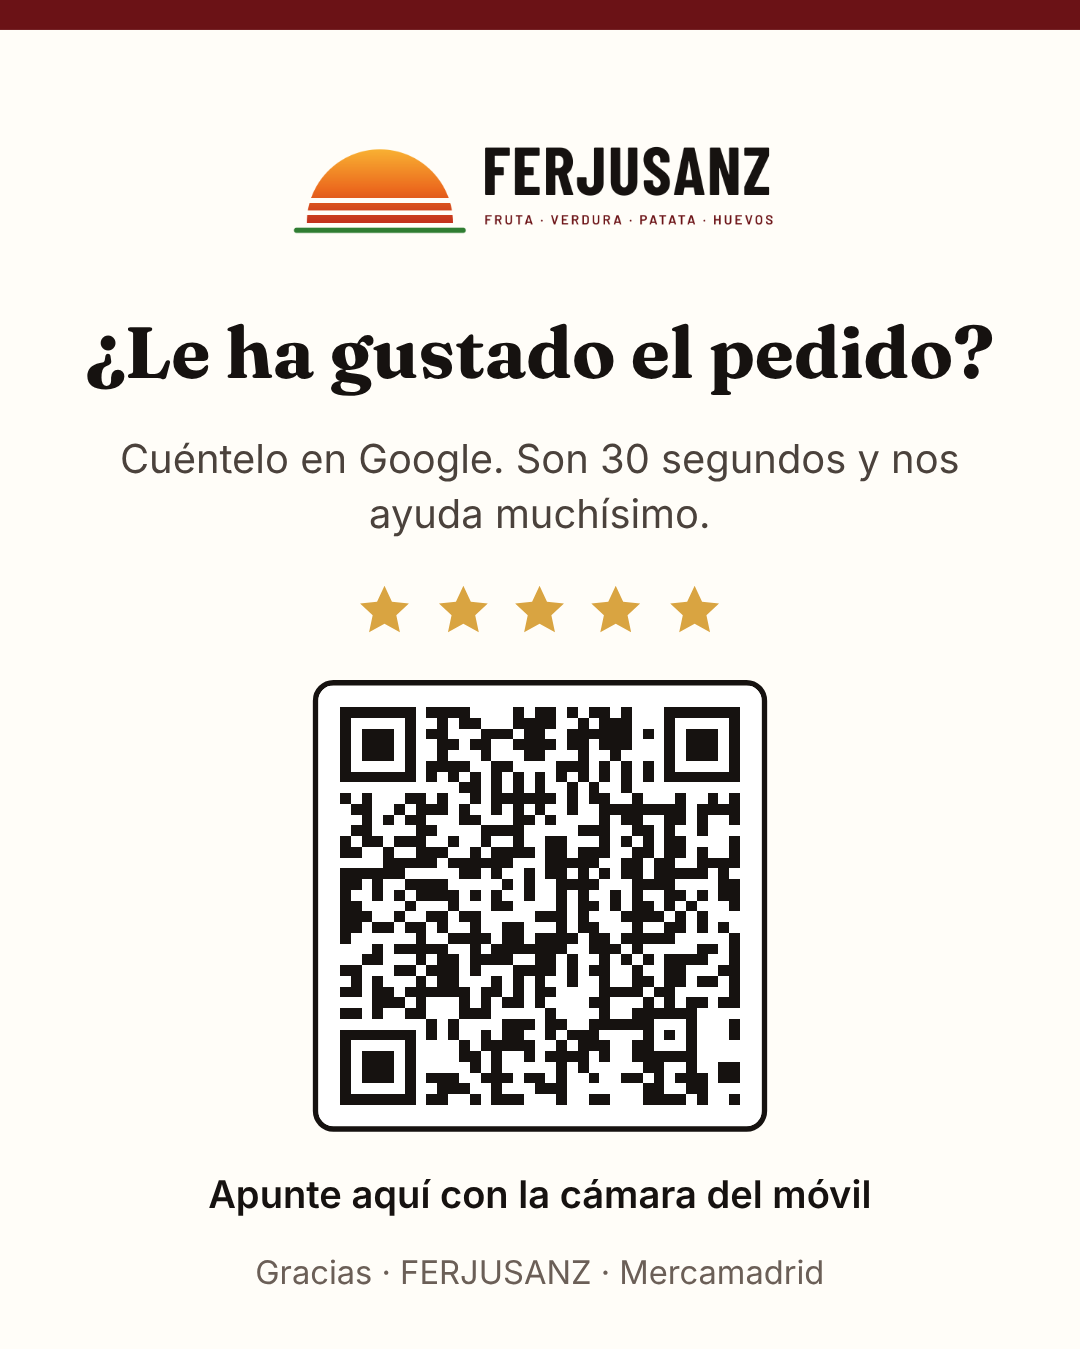 FERJUSANZ
FRUTA · VERDURA · PATATA · HUEVOS
¿Le ha gustado el pedido?
Cuéntelo en Google. Son 30 segundos y nos
ayuda muchísimo.
Apunte aquí con la cámara del móvil
Gracias · FERJUSANZ · Mercamadrid